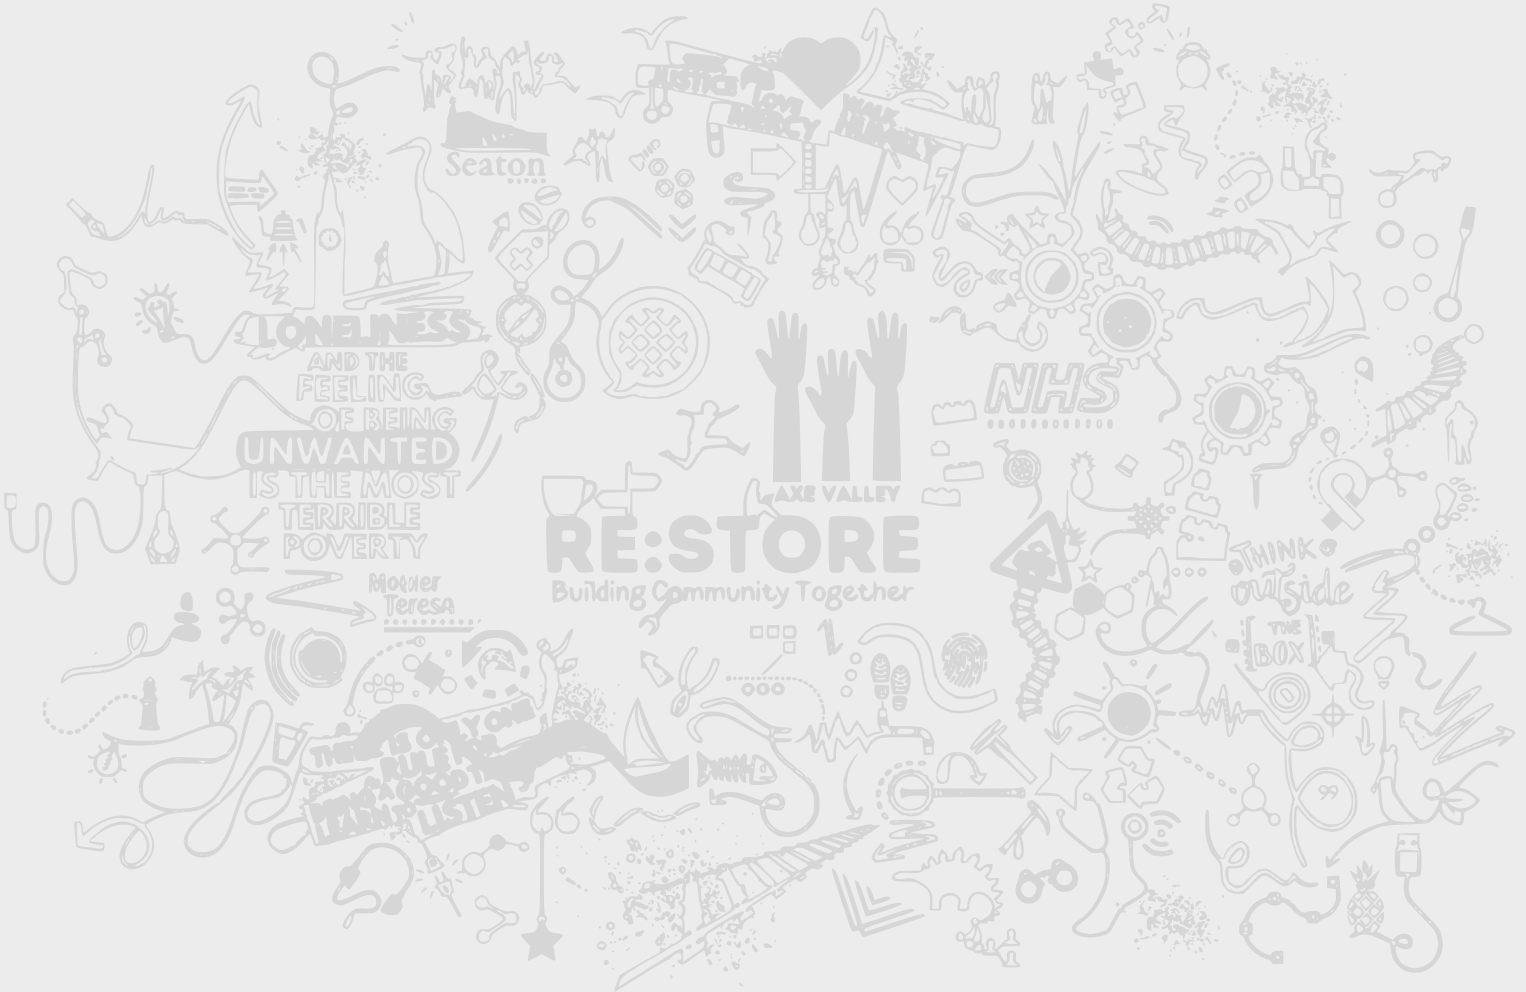 JUSTICE
LOVE
MERCY
WALK
HUMBLY
Seaton
LONELINESS
AND THE
FEELING
OF BEING
UNWANTED
IS THE MOST
TERRIBLE
POVERTY
Mother
Teresa
&
NHS
AXE VALLEY
RE:STORE
Building Community Together
THINK
outside
THE
BOX
THERE IS ONLY ONE
RULE FOR
BEING A GOOD
LEARN TO LISTEN